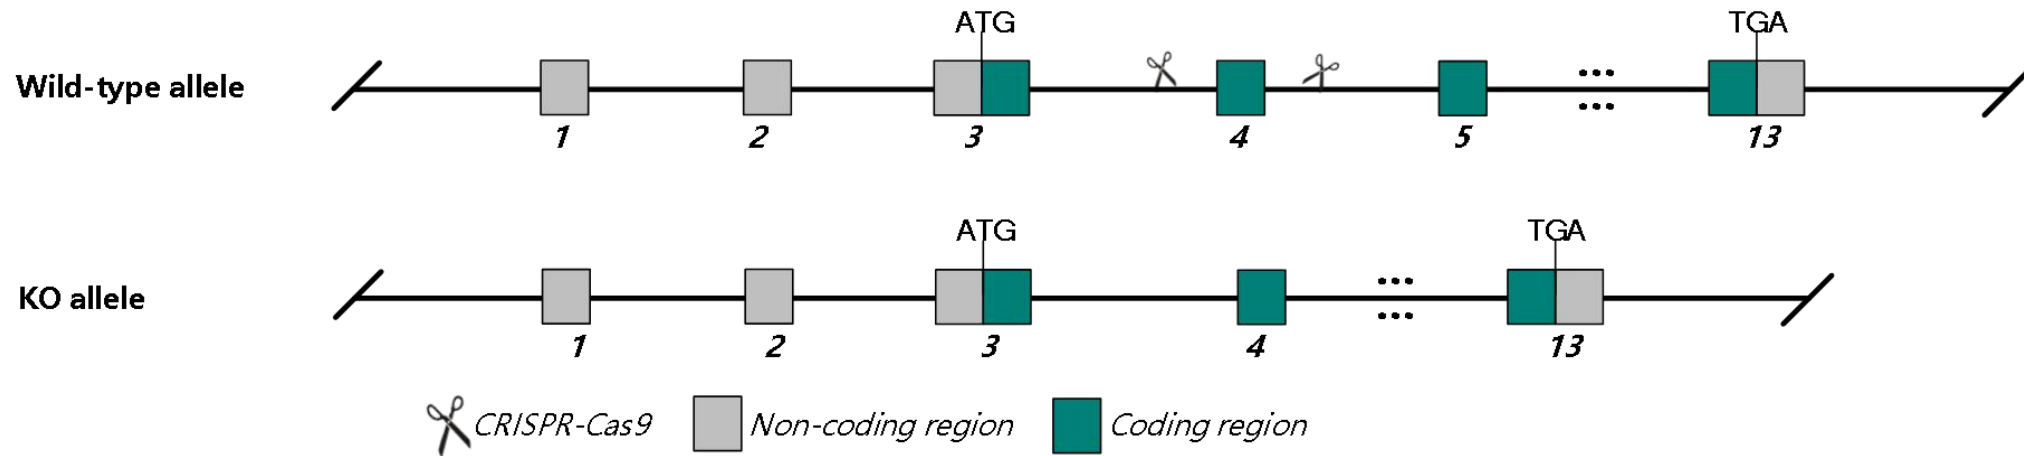 ATG TGA
Wild-type allele
1 2 3 4 5 ... ... 13
ATG TGA
KO allele
1 2 3 4 ... ... 13
CRISPR-Cas9 Non-coding region Coding region